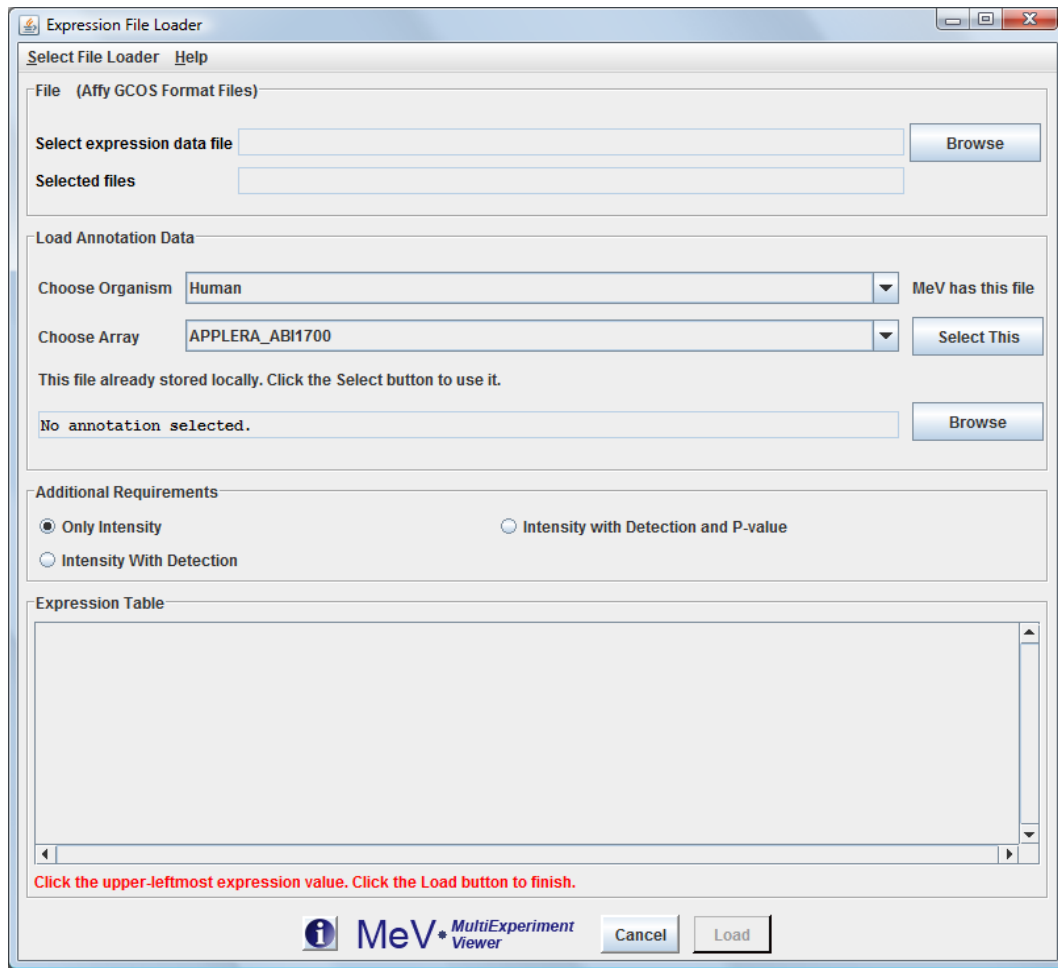 Expression File Loader
Select File Loader Help
File (Affy GCOS Format Files)
Select expression data file Browse
Selected files
Load Annotation Data
Choose Organism Human MeV has this file
Choose Array APPLERA_ABI1700 Select This
This file already stored locally. Click the Select button to use it.
No annotation selected. Browse
Additional Requirements
Only Intensity Intensity with Detection and P-value
Intensity With Detection
Expression Table
Click the upper-leftmost expression value. Click the Load button to finish.
MeV MultiExperiment Viewer Cancel Load